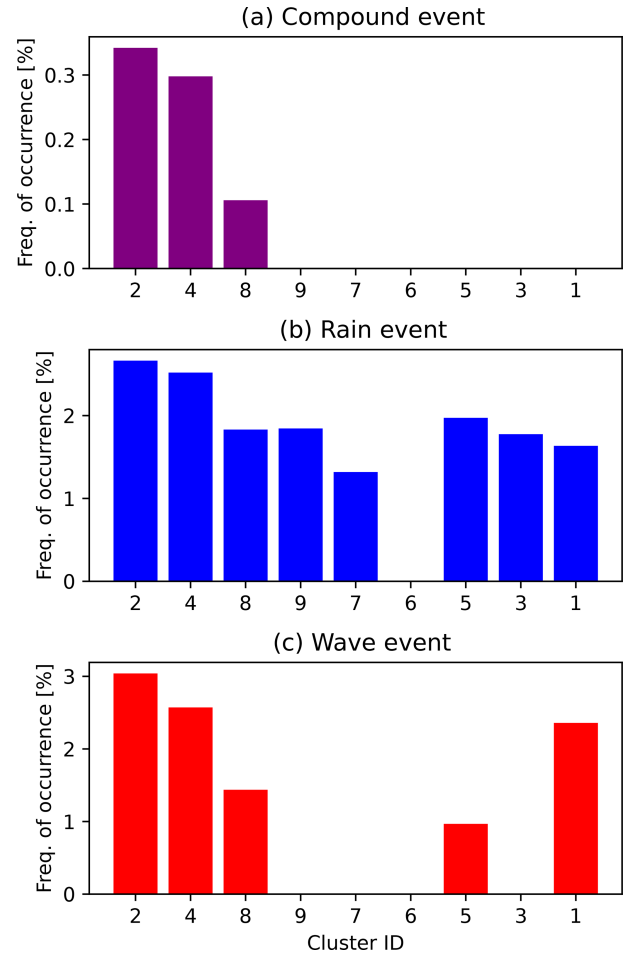 (a) Compound event
Freq. of occurrence [%]
0.3
0.2
0.1
0.0
2 4 8 9 7 6 5 3 1
(b) Rain event
Freq. of occurrence [%]
2
1
0
2 4 8 9 7 6 5 3 1
(c) Wave event
Freq. of occurrence [%]
3
2
1
0
2 4 8 9 7 6 5 3 1
Cluster ID